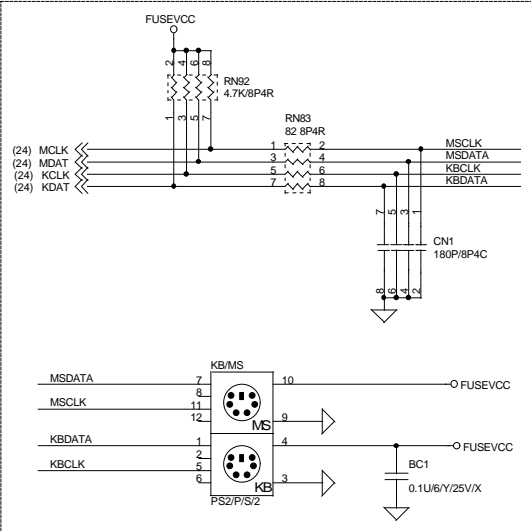 FUSEVCC
2 4 6 8
RN92
4.7K/8P4R
1 3 5 7
RN83
82 8P4R
(24) MCLK 1 2 MSCLK
(24) MDAT 3 4 MSDATA
(24) KCLK 5 6 KBCLK
(24) KDAT 7 8 KBDATA
7 5 3 1
CN1
180P/8P4C
8 6 4 2
KB/MS
MSDATA 7 10 FUSEVCC
8
MSCLK 11
12 MS 9
KBDATA 1 4 FUSEVCC
2
KBCLK 5 BC1
6 KB 3
0.1U/6/Y/25V/X
PS2/P/S/2